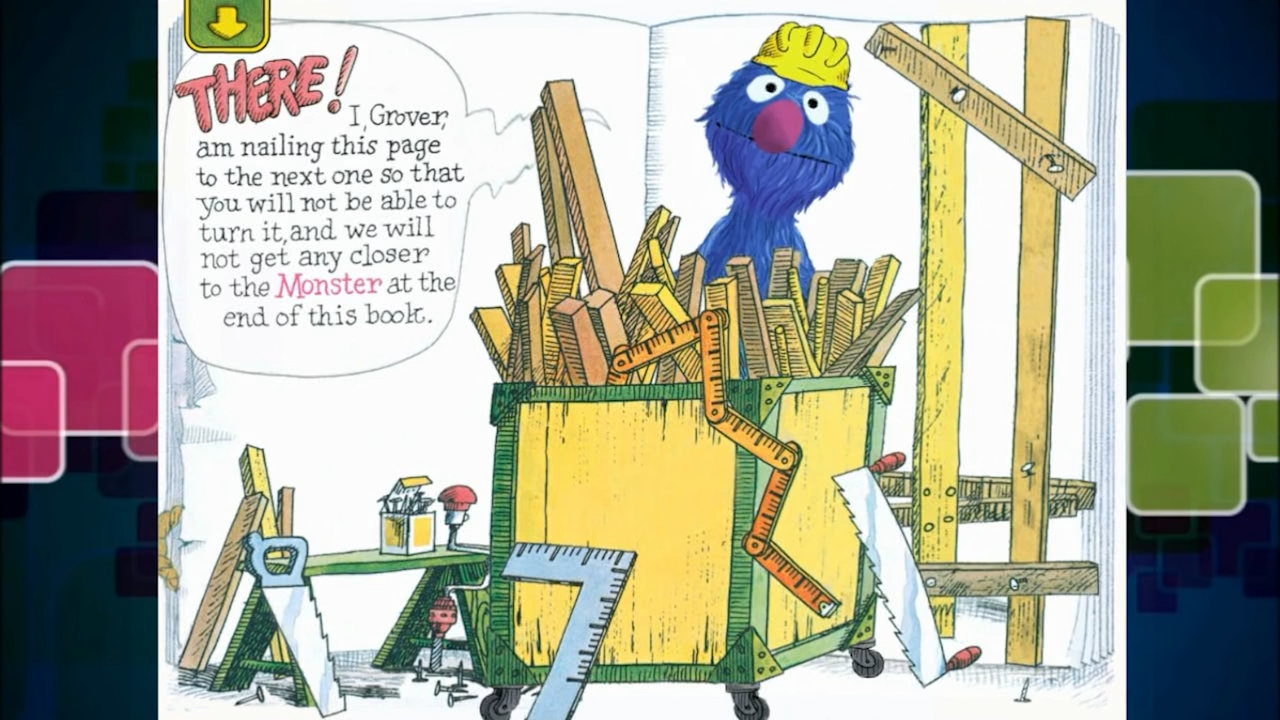 THERE!
I, Grover,
am nailing this page
to the next one so that
you will not be able to
turn it, and we will
not get any closer
to the Monster at the
end of this book.